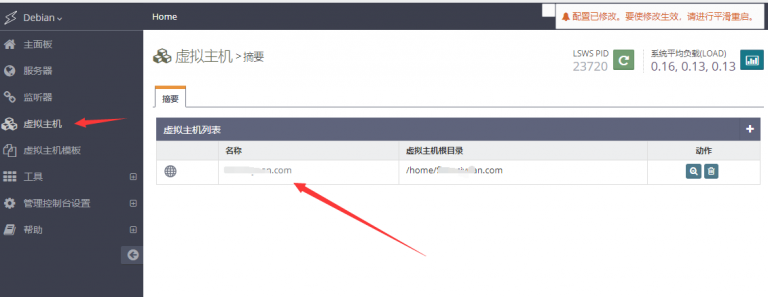 Debian
Home
配置已修改。要使修改生效，请进行平滑重启。
主面板
服务器
监听器
虚拟主机
虚拟主机模板
工具
管理控制台设置
帮助
虚拟主机 > 摘要
LSWS PID
23720
系统平均负载(LOAD)
0.16, 0.13, 0.13
摘要
虚拟主机列表
名称 虚拟主机根目录 动作
.com /home/ an.com